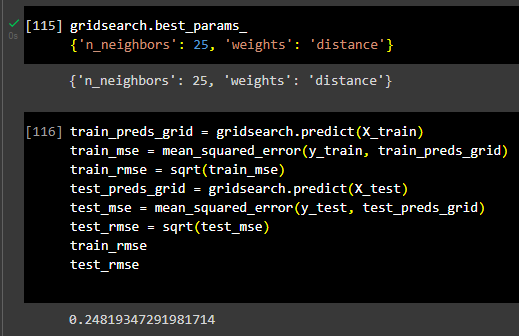 [115] gridsearch.best_params_
{'n_neighbors': 25, 'weights': 'distance'}
0s
{'n_neighbors': 25, 'weights': 'distance'}
[116] train_preds_grid = gridsearch.predict(X_train)
train_mse = mean_squared_error(y_train, train_preds_grid)
train_rmse = sqrt(train_mse)
test_preds_grid = gridsearch.predict(X_test)
test_mse = mean_squared_error(y_test, test_preds_grid)
test_rmse = sqrt(test_mse)
train_rmse
test_rmse
0.24819347291981714